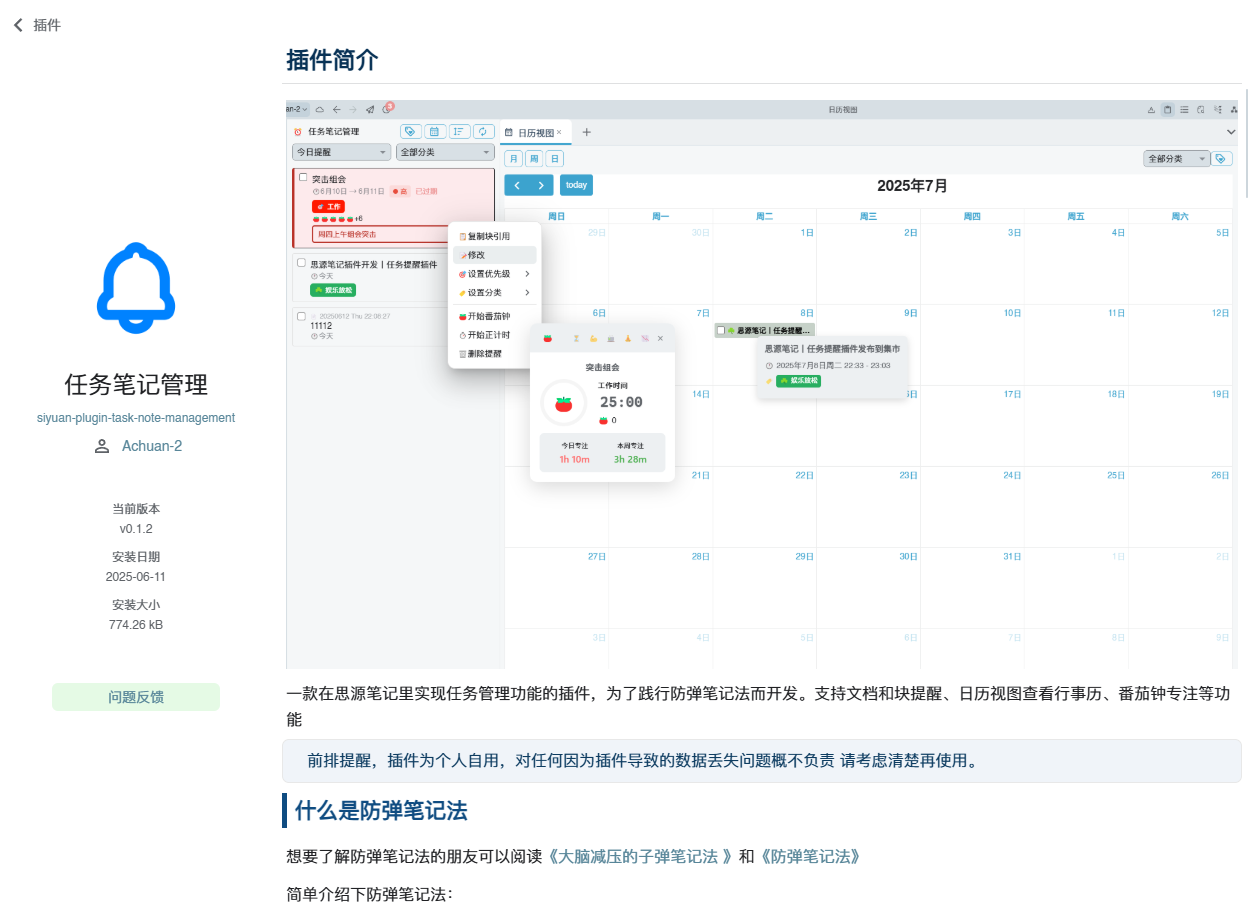 插件
任务笔记管理
siyuan-plugin-task-note-management
Achuan-2
当前版本
v0.1.2
安装日期
2025-06-11
安装大小
774.26 kB
问题反馈
插件简介
an-2
3
日历视图
任务笔记管理
今日提醒
全部分类
突击组会
6月10日 → 6月11日
高
已过期
工作
+6
周四上午组会突击
思源笔记插件开发丨任务提醒插件
今天
娱乐放松
20250612 Thu 22:08:27
11112
今天
复制块引用
修改
设置优先级
设置分类
开始番茄钟
开始正计时
删除提醒
突击组会
工作时间
25:00
0
今日专注
本周专注
1h 10m
3h 28m
日历视图
月
周
日
全部分类
today
2025年7月
周日
周一
周二
周三
周四
周五
周六
29日
30日
1日
2日
3日
4日
5日
6日
7日
8日
9日
10日
11日
12日
思源笔记丨任务提醒...
思源笔记丨任务提醒插件发布到集市
2025年7月8日周二 22:33 - 23:03
娱乐放松
14日
17日
18日
19日
21日
22日
23日
24日
25日
26日
27日
28日
29日
30日
31日
1日
2日
3日
4日
5日
6日
7日
8日
9日
一款在思源笔记里实现任务管理功能的插件，为了践行防弹笔记法而开发。支持文档和块提醒、日历视图查看行事历、番茄钟专注等功
能
前排提醒，插件为个人自用，对任何因为插件导致的数据丢失问题概不负责 请考虑清楚再使用。
什么是防弹笔记法
想要了解防弹笔记法的朋友可以阅读《大脑减压的子弹笔记法 》和《防弹笔记法》
简单介绍下防弹笔记法：